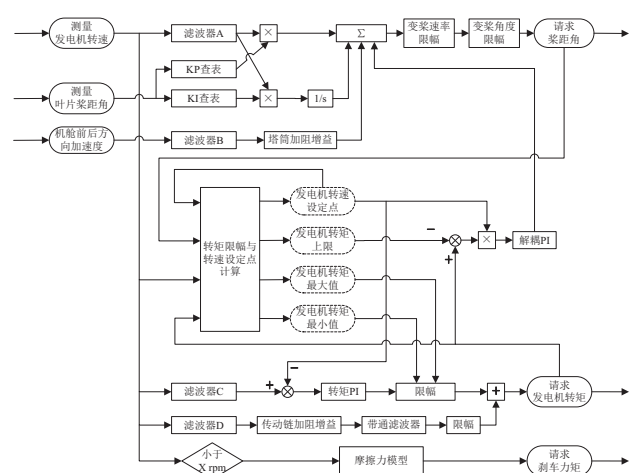 测量
发电机转速
滤波器A
×
Σ
变桨速率
限幅
变桨角度
限幅
请求
桨距角
KP查表
测量
叶片桨距角
KI查表
×
1/s
机舱前后方
向加速度
滤波器B
塔筒加阻增益
转矩限幅与
转速设定点
计算
发电机转速
设定点
发电机转矩
上限
发电机转矩
最大值
发电机转矩
最小值
−
+
×
解耦PI
−
+
滤波器C
转矩PI
限幅
+
请求
发电机转矩
滤波器D
传动链加阻增益
带通滤波器
限幅
小于
X rpm
摩擦力模型
请求
刹车力矩